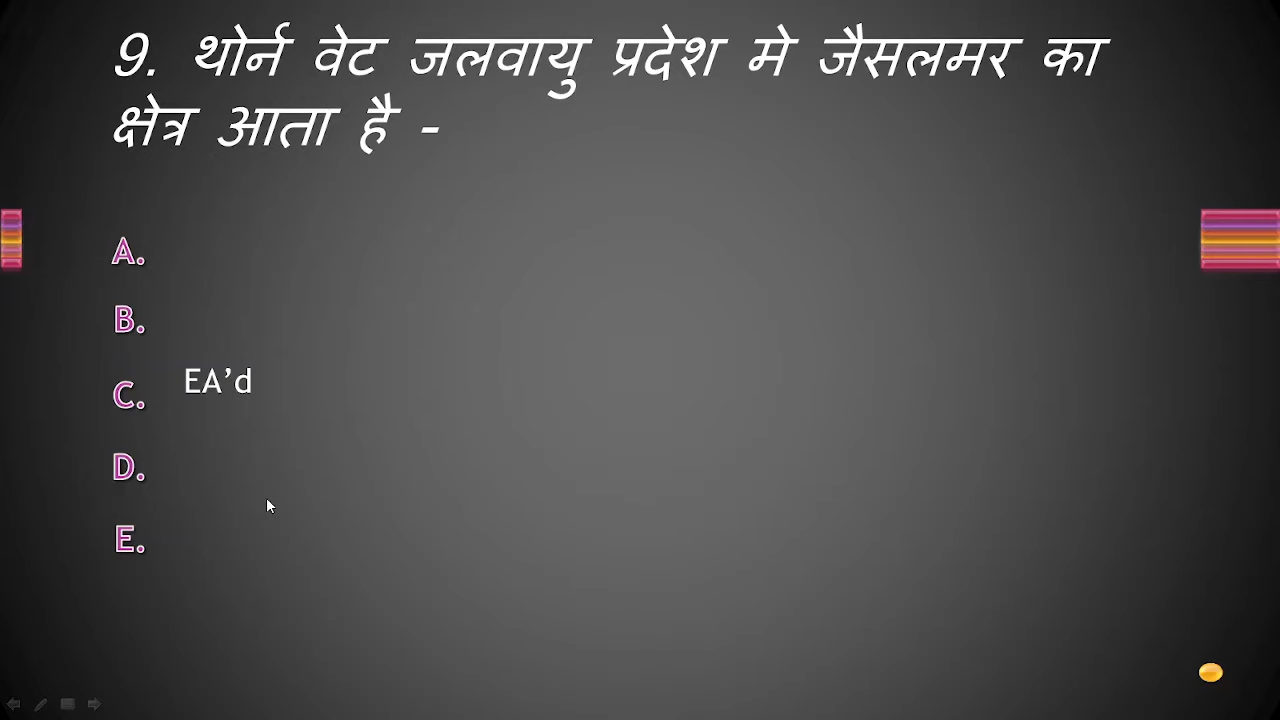 9. थोर्न वेट जलवायु प्रदेश मे जैसलमर का
क्षेत्र आता है -
A.
B.
C. EA’d
D.
E.